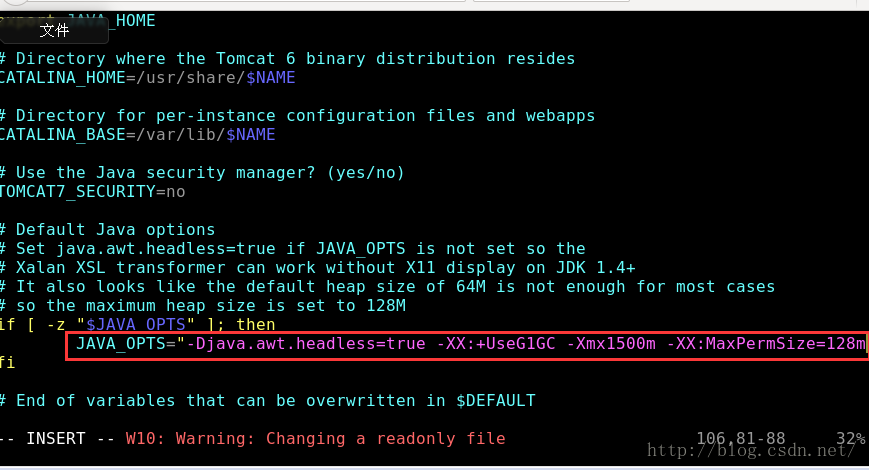 export JAVA_HOME
文件
# Directory where the Tomcat 6 binary distribution resides
CATALINA_HOME=/usr/share/$NAME
# Directory for per-instance configuration files and webapps
CATALINA_BASE=/var/lib/$NAME
# Use the Java security manager? (yes/no)
TOMCAT7_SECURITY=no
# Default Java options
# Set java.awt.headless=true if JAVA_OPTS is not set so the
# Xalan XSL transformer can work without X11 display on JDK 1.4+
# It also looks like the default heap size of 64M is not enough for most cases
# so the maximum heap size is set to 128M
if [ -z "$JAVA_OPTS" ]; then
JAVA_OPTS="-Djava.awt.headless=true -XX:+UseG1GC -Xmx1500m -XX:MaxPermSize=128m
fi
# End of variables that can be overwritten in $DEFAULT
-- INSERT -- W10: Warning: Changing a readonly file 106,81-88 32%
http://blog.csdn.net/